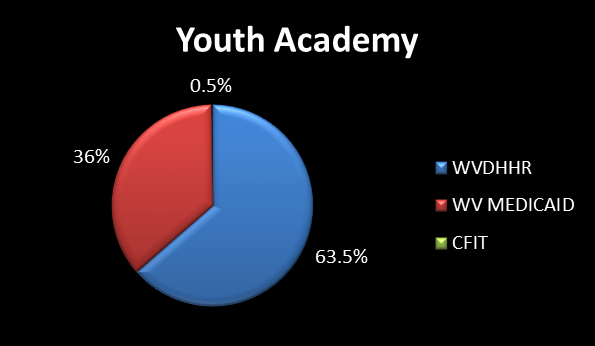 Youth Academy
0.5%
36%
63.5%
WVDHHR
WV MEDICAID
CFIT